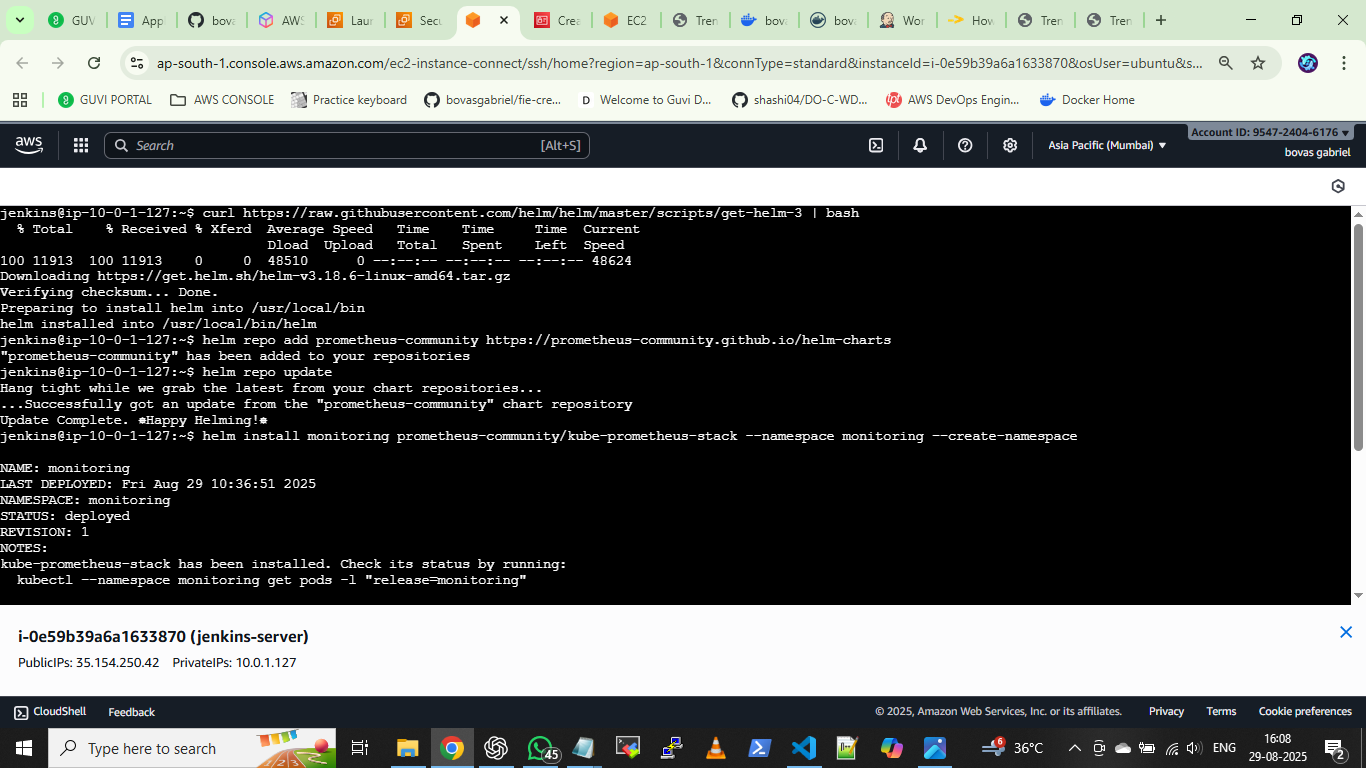 GUVI
App
bova
AWS
Laun
Secu
Crea
EC2
Tren
bova
bova
Wor
How
Tren
Tren
ap-south-1.console.aws.amazon.com/ec2-instance-connect/ssh/home?region=ap-south-1&connType=standard&instanceId=i-0e59b39a6a1633870&osUser=ubuntu&s...
GUVI PORTAL
AWS CONSOLE
Practice keyboard
bovasgabriel/fie-cre...
Welcome to Guvi D...
shashi04/DO-C-WD...
AWS DevOps Engin...
Docker Home
aws
Search
[Alt+S]
Asia Pacific (Mumbai)
Account ID: 9547-2404-6176
bovas gabriel
jenkins@ip-10-0-1-127:~$ curl https://raw.githubusercontent.com/helm/helm/master/scripts/get-helm-3 | bash
% Total % Received % Xferd Average Speed Time Time Time Current
Dload Upload Total Spent Left Speed
100 11913 100 11913 0 0 48510 0 --:--:-- --:--:-- --:--:-- 48624
Downloading https://get.helm.sh/helm-v3.18.6-linux-amd64.tar.gz
Verifying checksum... Done.
Preparing to install helm into /usr/local/bin
helm installed into /usr/local/bin/helm
jenkins@ip-10-0-1-127:~$ helm repo add prometheus-community https://prometheus-community.github.io/helm-charts
"prometheus-community" has been added to your repositories
jenkins@ip-10-0-1-127:~$ helm repo update
Hang tight while we grab the latest from your chart repositories...
...Successfully got an update from the "prometheus-community" chart repository
Update Complete. ⎈Happy Helming!⎈
jenkins@ip-10-0-1-127:~$ helm install monitoring prometheus-community/kube-prometheus-stack --namespace monitoring --create-namespace
NAME: monitoring
LAST DEPLOYED: Fri Aug 29 10:36:51 2025
NAMESPACE: monitoring
STATUS: deployed
REVISION: 1
NOTES:
kube-prometheus-stack has been installed. Check its status by running:
kubectl --namespace monitoring get pods -l "release=monitoring"
i-0e59b39a6a1633870 (jenkins-server)
PublicIPs: 35.154.250.42 PrivateIPs: 10.0.1.127
CloudShell
Feedback
© 2025, Amazon Web Services, Inc. or its affiliates.
Privacy
Terms
Cookie preferences
Type here to search
45
6
36°C
ENG
16:08
29-08-2025
2